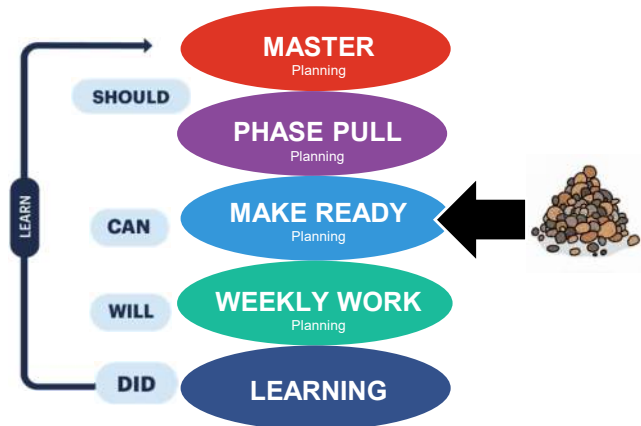 MASTER
Planning
SHOULD
PHASE PULL
Planning
LEARN
MAKE READY
Planning
CAN
WEEKLY WORK
Planning
WILL
DID
LEARNING